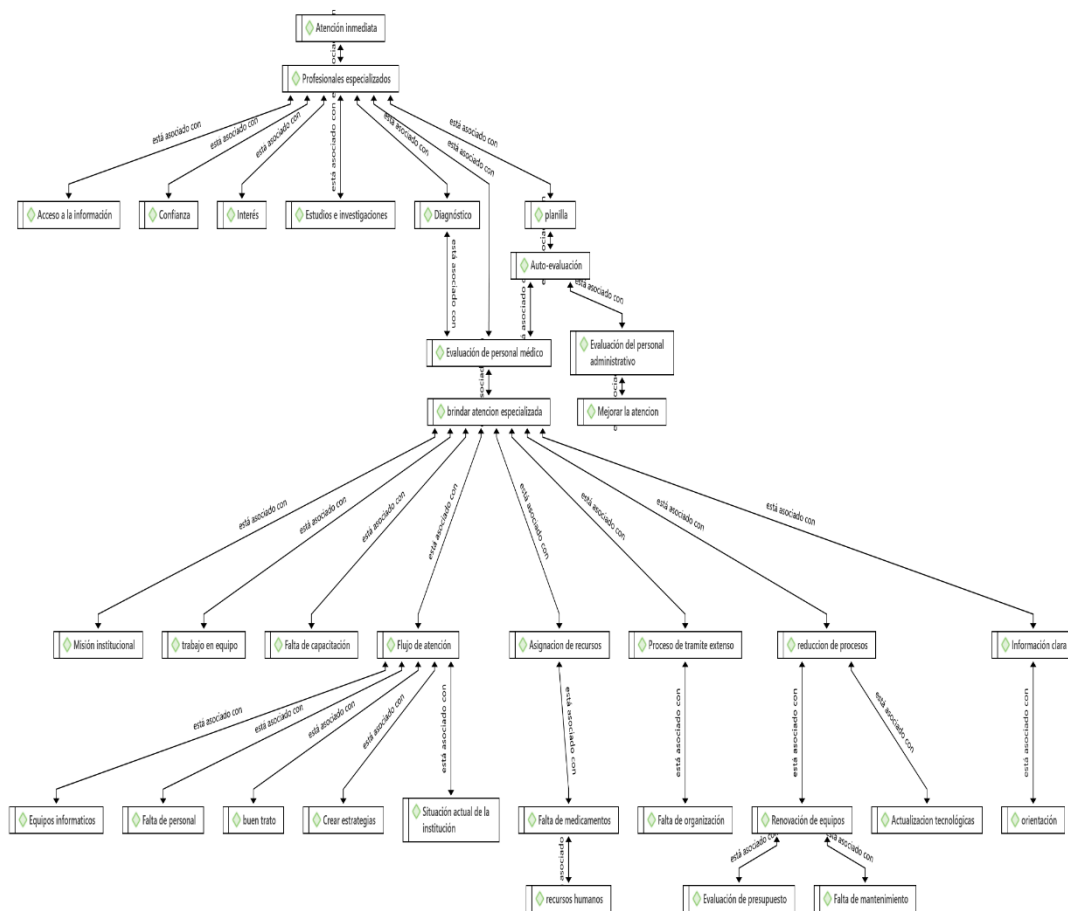 Atención inmediata
Profesionales especializados
está asociado con
está asociado con
está asociado con
está asociado con
está asociado con
está asociado con
está asociado con
Acceso a la información
Confianza
Interés
Estudios e investigaciones
Diagnóstico
planilla
está asociado con
Auto-evaluación
está asociado con
Evaluación de personal médico
Evaluación del personal
administrativo
brindar atencion especializada
Mejorar la atencion
está asociado con
está asociado con
está asociado con
está asociado con
está asociado con
está asociado con
está asociado con
está asociado con
Misión institucional
trabajo en equipo
Falta de capacitación
Flujo de atención
Asignacion de recursos
Proceso de tramite extenso
reduccion de procesos
Información clara
está asociado con
está asociado con
está asociado con
está asociado con
está asociado con
está asociado con
está asociado con
está asociado con
está asociado con
está asociado con
Equipos informaticos
Falta de personal
buen trato
Crear estrategias
Situación actual de la
institución
Falta de medicamentos
Falta de organización
Renovación de equipos
Actualizacion tecnológicas
orientación
asociado
está asociado con
está asociado con
recursos humanos
Evaluación de presupuesto
Falta de mantenimiento